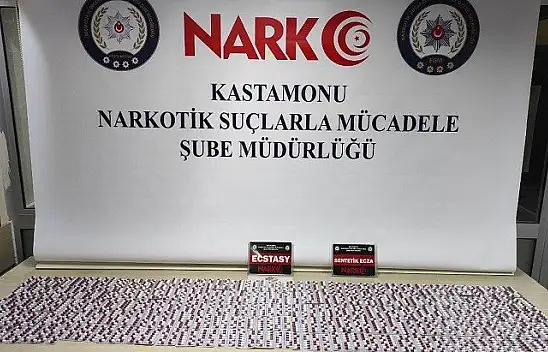 NARKO
KASTAMONU
NARKOTİK SUÇLARLA MÜCADELE
ŞUBE MÜDÜRLÜĞÜ
ECSTASY
NARKO
SENTETİK ECZA
NARKO